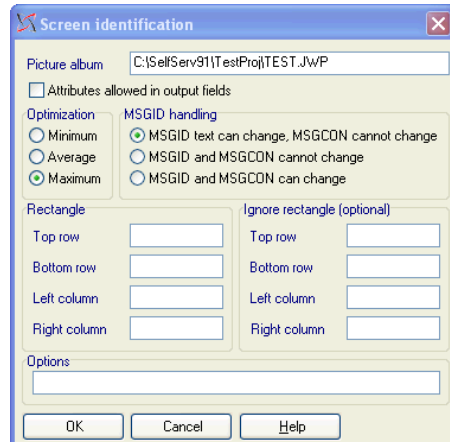 Screen identification
Picture album C:\SelfServ91\TestProj\TEST.JWP
Attributes allowed in output fields
Optimization
Minimum
Average
Maximum
MSGID handling
MSGID text can change, MSGCON cannot change
MSGID and MSGCON cannot change
MSGID and MSGCON can change
Rectangle
Top row
Bottom row
Left column
Right column
Ignore rectangle (optional)
Top row
Bottom row
Left column
Right column
Options
OK Cancel Help